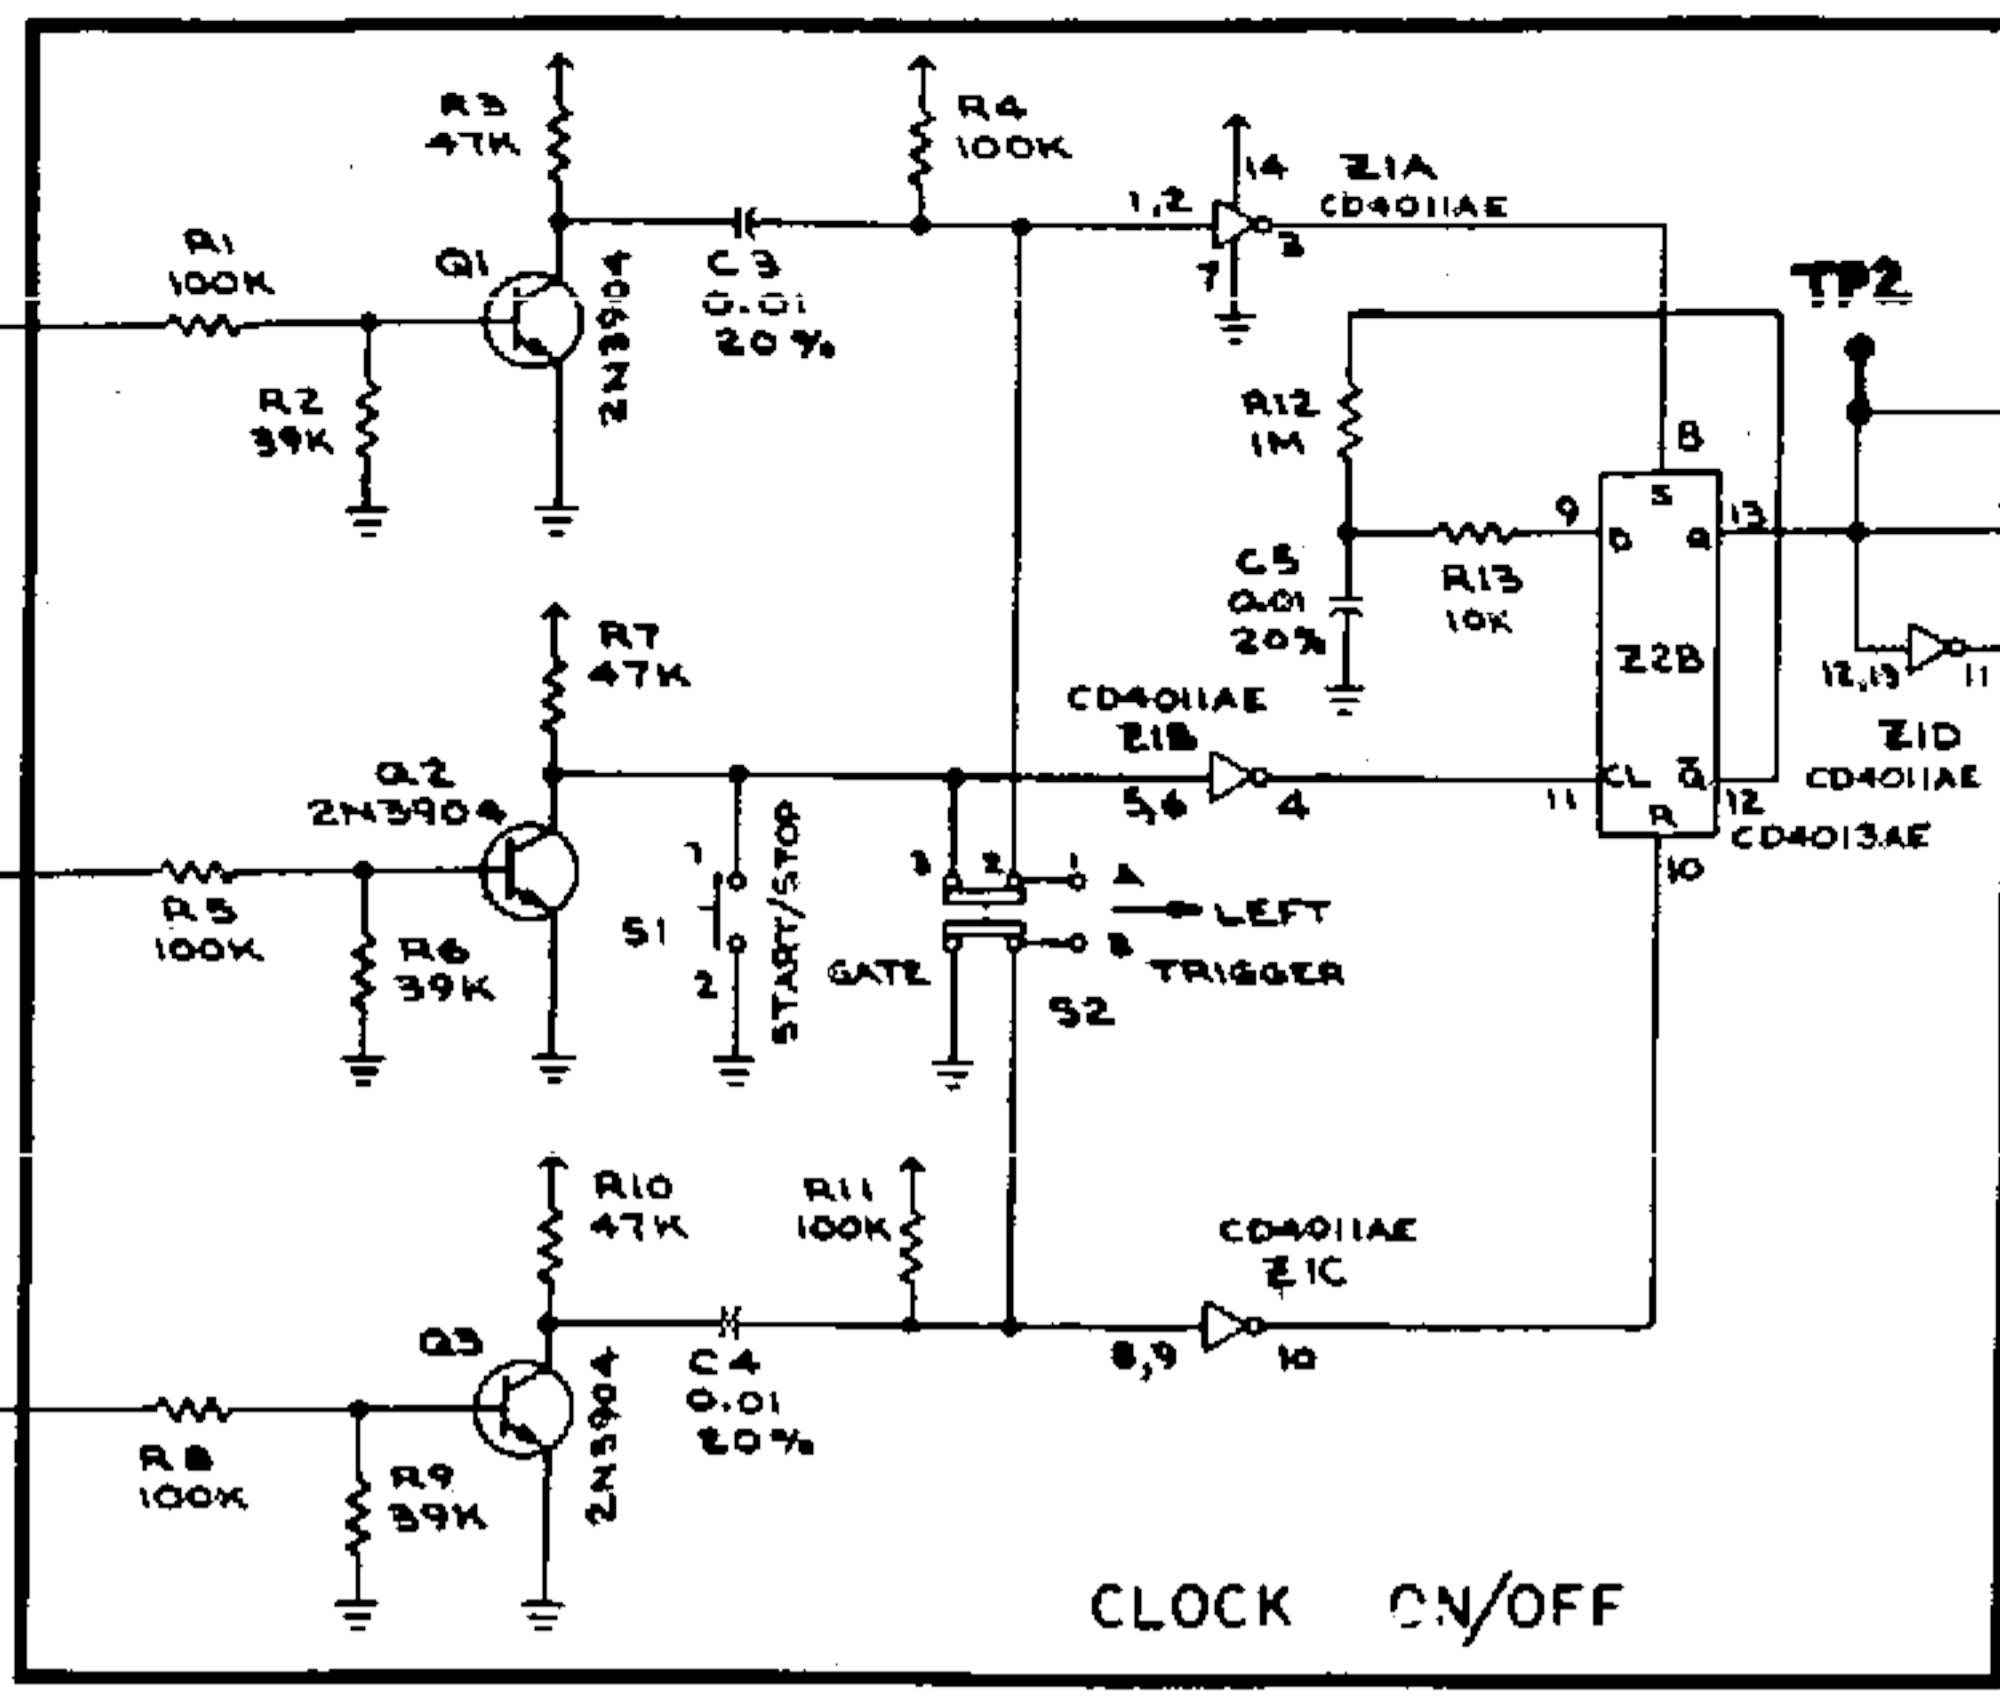 R3
47K
R4
100K
14
Z1A
CD4011AE
1,2
3
7
R1
100K
Q1
2N3904
C3
0.01
20%
TP2
R2
39K
R12
1M
8
S
9
D
Q
13
R13
10K
C5
0.01
20%
Z2B
R7
47K
CD4011AE
Z1B
5,6
4
11
CL
Q̅
12
R
CD4013AE
10
12,13
11
Z1D
CD4011AE
Q2
2N3904
R5
100K
R6
39K
1
S1
2
START/STOP
3
2
1
A
LEFT
B
GATE
TRIGGER
S2
R10
47K
R11
100K
CD4011AE
Z1C
8,9
10
Q3
2N3904
C4
0.01
20%
R8
100K
R9
39K
CLOCK ON/OFF